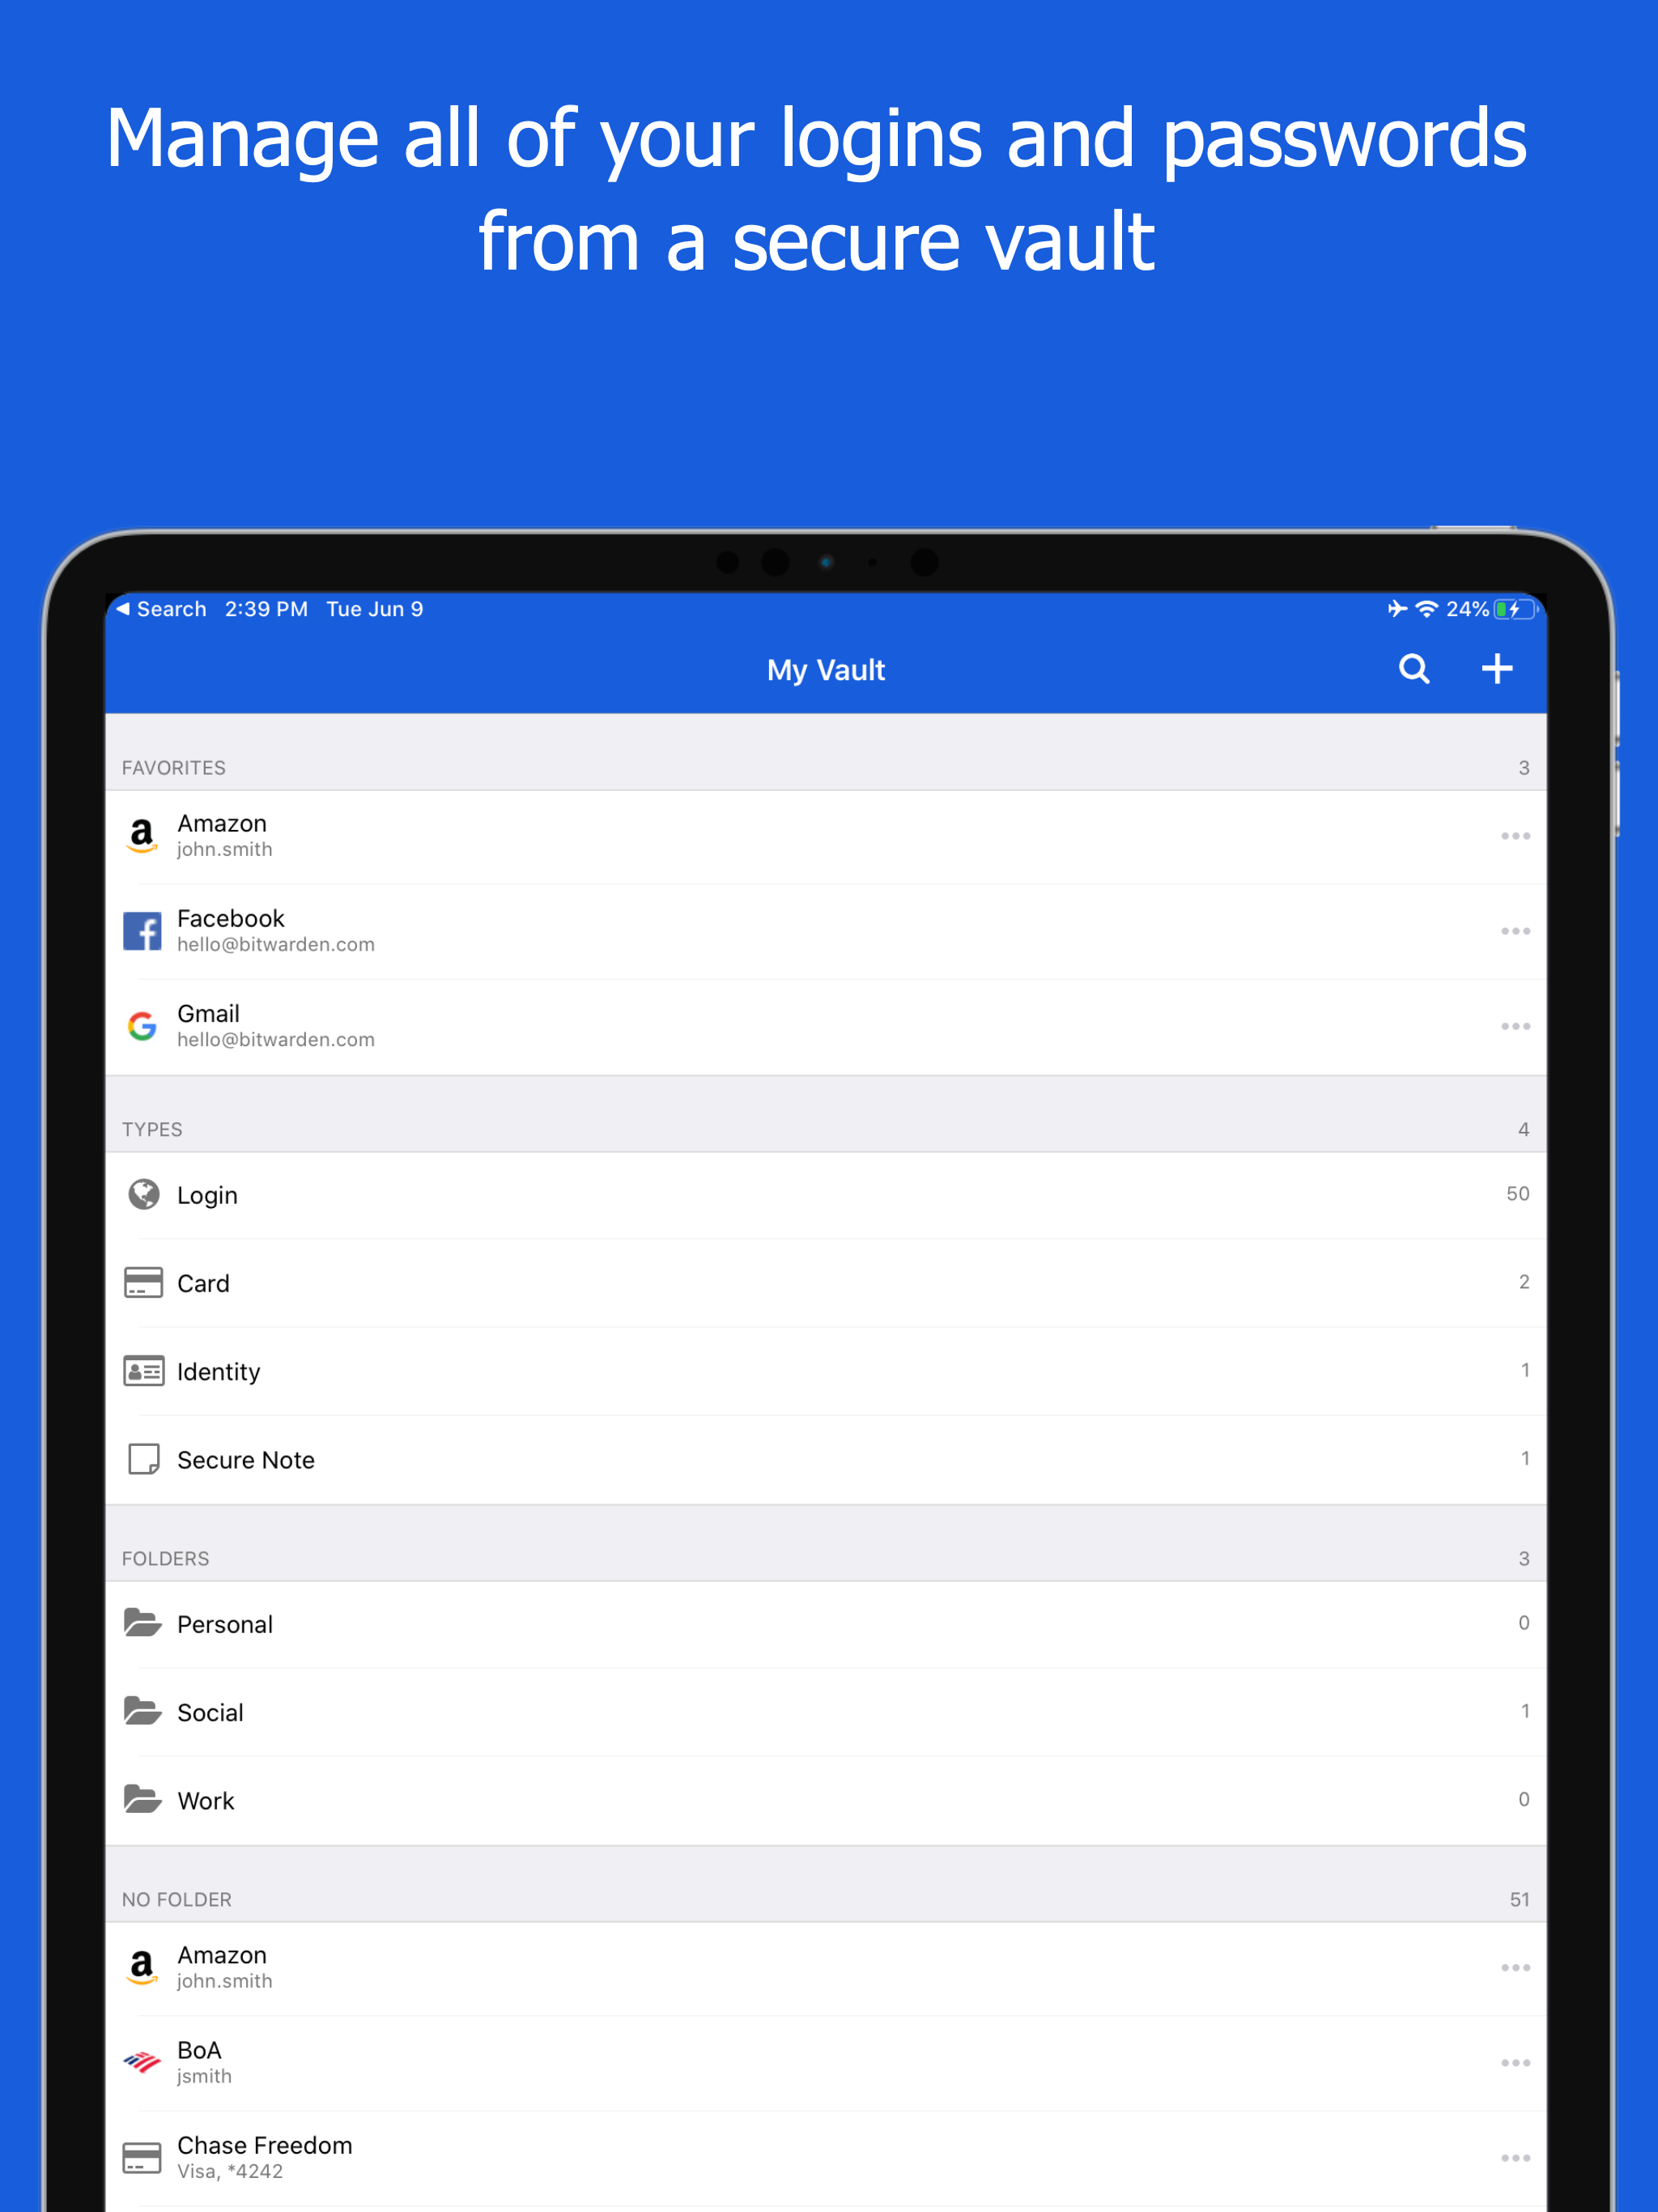 Manage all of your logins and passwords
from a secure vault
Search 2:39 PM Tue Jun 9 24%
My Vault
FAVORITES 3
Amazon
john.smith
Facebook
hello@bitwarden.com
Gmail
hello@bitwarden.com
TYPES 4
Login 50
Card 2
Identity 1
Secure Note 1
FOLDERS 3
Personal 0
Social 1
Work 0
NO FOLDER 51
Amazon
john.smith
BoA
jsmith
Chase Freedom
Visa, *4242